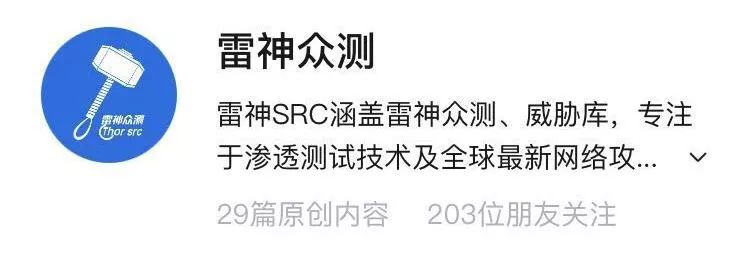 雷神众测
雷神众测
Thor src
雷神SRC涵盖雷神众测、威胁库，专注
于渗透测试技术及全球最新网络攻...
29篇原创内容 203位朋友关注